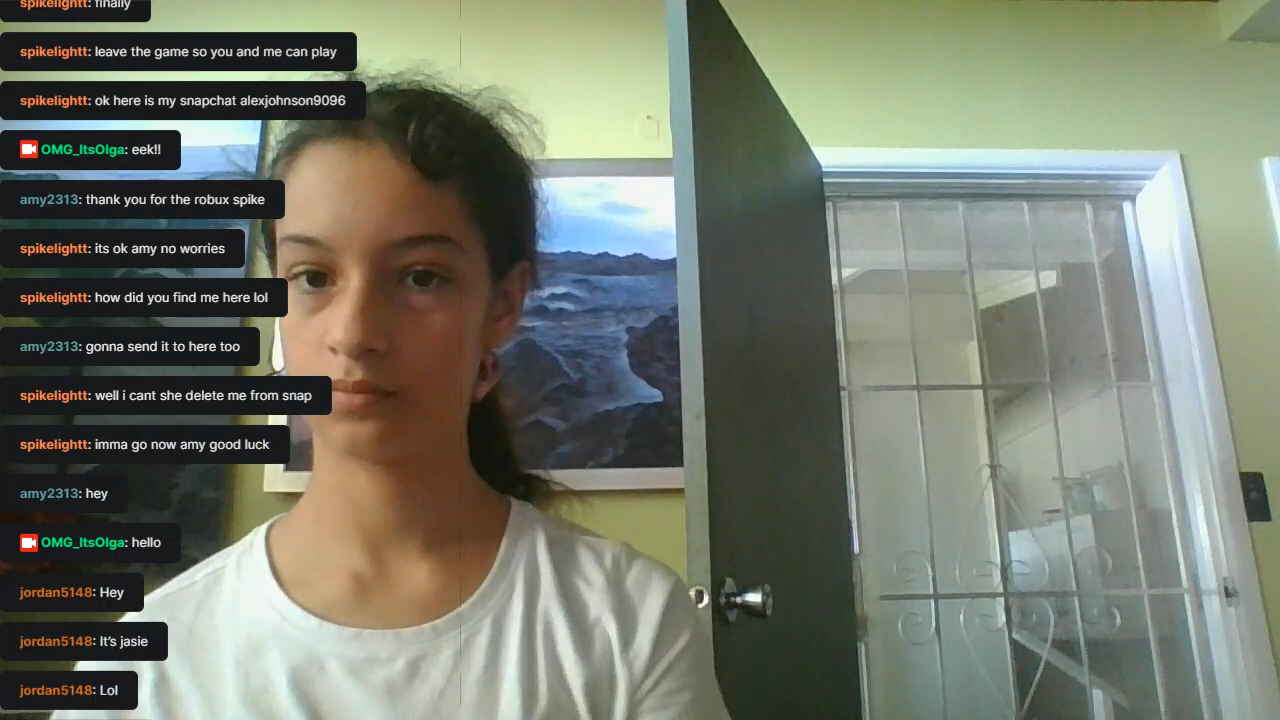 spikelightt: finally
spikelightt: leave the game so you and me can play
spikelightt: ok here is my snapchat alexjohnson9096
OMG_ItsOlga: eek!!
amy2313: thank you for the robux spike
spikelightt: its ok amy no worries
spikelightt: how did you find me here lol
amy2313: gonna send it to here too
spikelightt: well i cant she delete me from snap
spikelightt: imma go now amy good luck
amy2313: hey
OMG_ItsOlga: hello
jordan5148: Hey
jordan5148: It's jasie
jordan5148: Lol